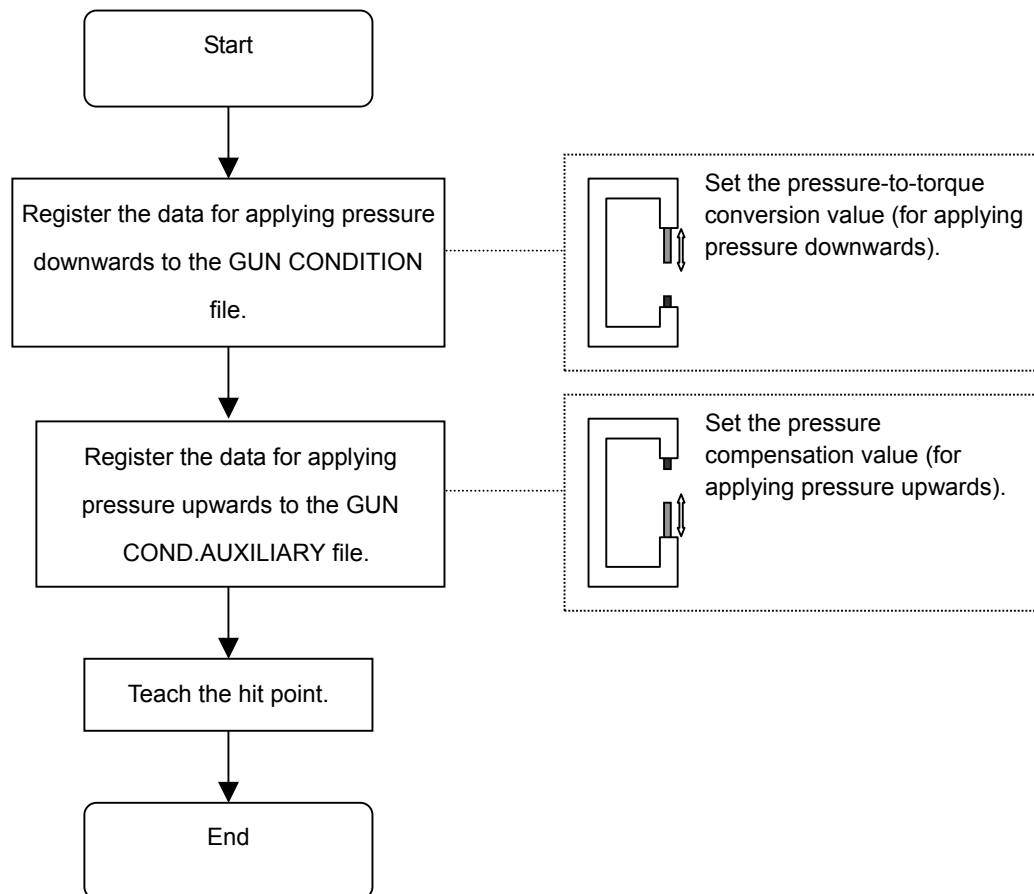 Start
Register the data for applying pressure
downwards to the GUN CONDITION
file.
Set the pressure-to-torque
conversion value (for applying
pressure downwards).
Register the data for applying
pressure upwards to the GUN
COND.AUXILIARY file.
Set the pressure
compensation value (for
applying pressure upwards).
Teach the hit point.
End